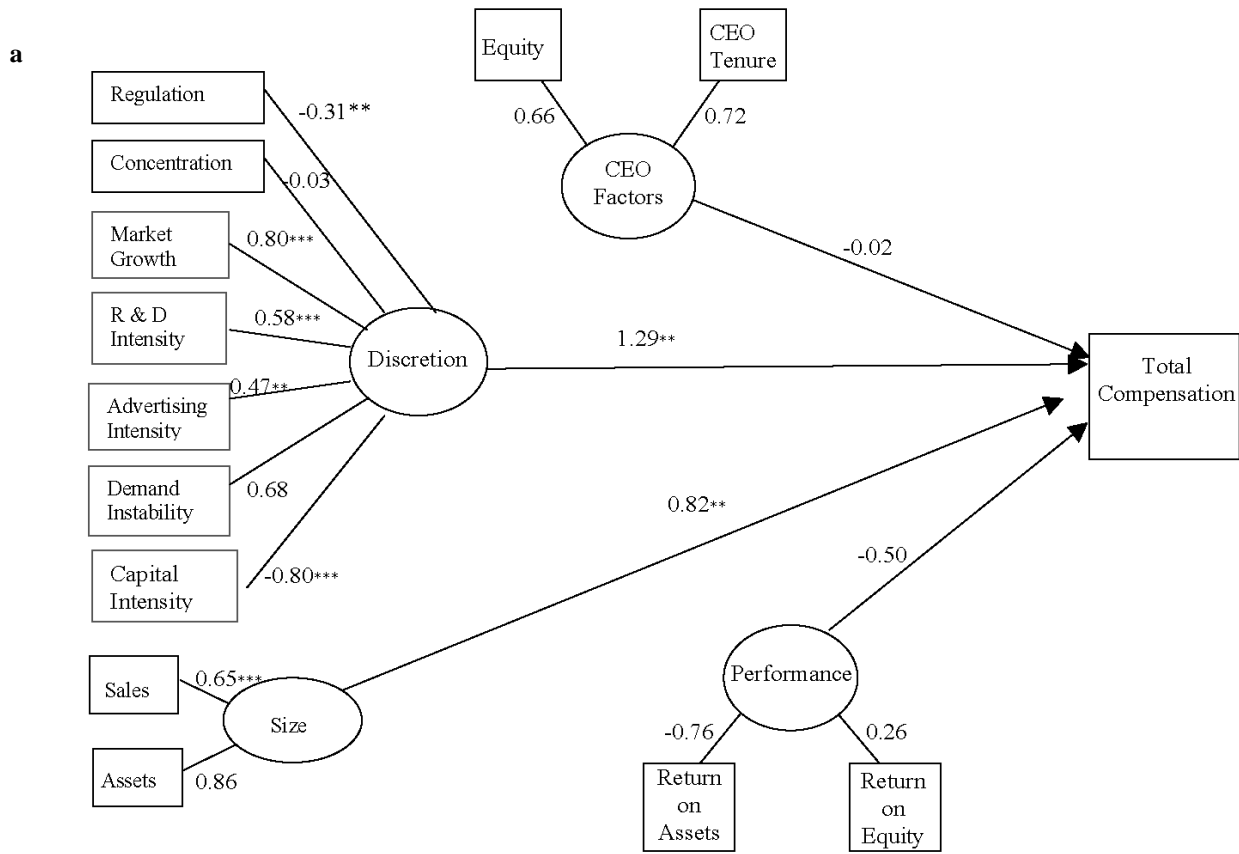 a
Equity
CEO
Tenure
0.66
0.72
CEO
Factors
-0.02
Regulation
-0.31**
Concentration
-0.03
Market
Growth
0.80***
R & D
Intensity
0.58***
Advertising
Intensity
0.47**
Demand
Instability
0.68
Capital
Intensity
-0.80***
Discretion
1.29**
Total
Compensation
Sales
0.65***
Assets
0.86
Size
0.82**
-0.50
Performance
-0.76
0.26
Return
on
Assets
Return
on
Equity